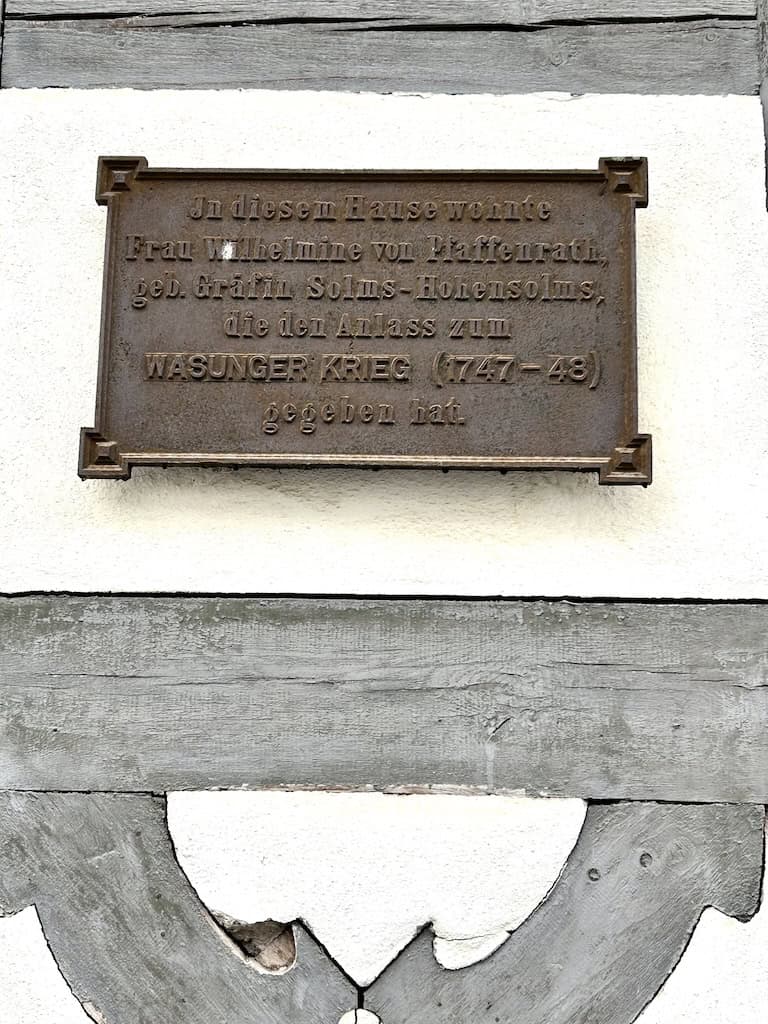 Jn diesem Hause wohnte
Frau Wilhelmine von Pfaffenrath,
geb. Gräfin Solms-Hohensolms,
die den Anlass zum
WASUNGER KRIEG (1747-48)
gegeben hat.